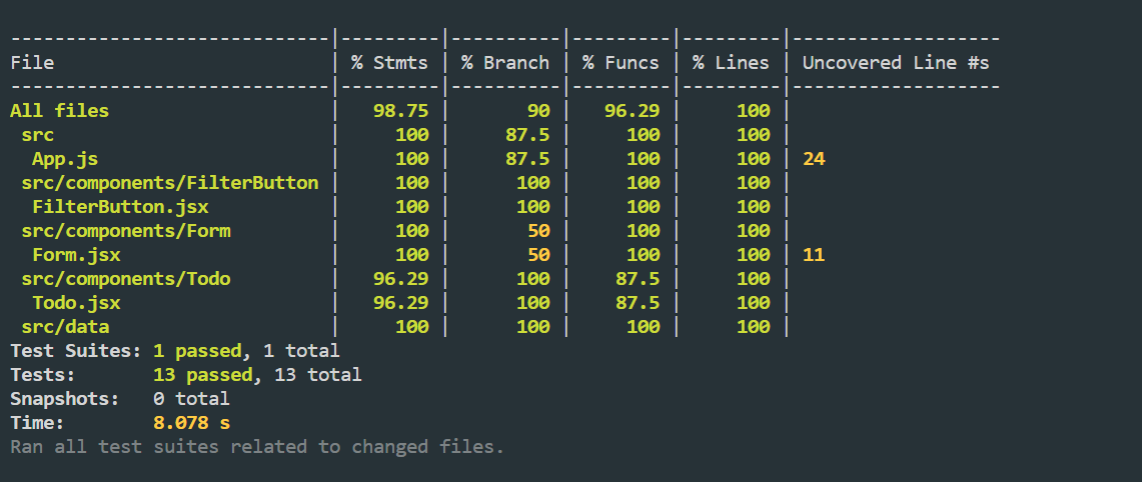 -----------------------------|---------|----------|---------|---------|-------------------
File                         | % Stmts | % Branch | % Funcs | % Lines | Uncovered Line #s
-----------------------------|---------|----------|---------|---------|-------------------
All files                    |   98.75 |       90 |   96.29 |     100 |
 src                         |     100 |     87.5 |     100 |     100 |
  App.js                     |     100 |     87.5 |     100 |     100 | 24
 src/components/FilterButton |     100 |      100 |     100 |     100 |
  FilterButton.jsx           |     100 |      100 |     100 |     100 |
 src/components/Form         |     100 |       50 |     100 |     100 |
  Form.jsx                   |     100 |       50 |     100 |     100 | 11
 src/components/Todo         |   96.29 |      100 |    87.5 |     100 |
  Todo.jsx                   |   96.29 |      100 |    87.5 |     100 |
 src/data                    |     100 |      100 |     100 |     100 |
Test Suites: 1 passed, 1 total
Tests:       13 passed, 13 total
Snapshots:   0 total
Time:        8.078 s
Ran all test suites related to changed files.